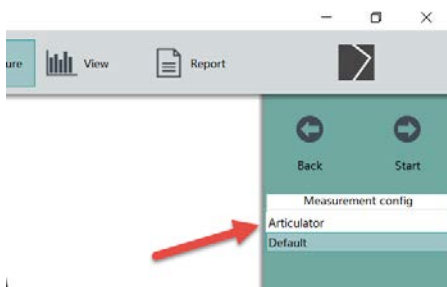 ure View Report
Back Start
Measurement config
Articulator
Default